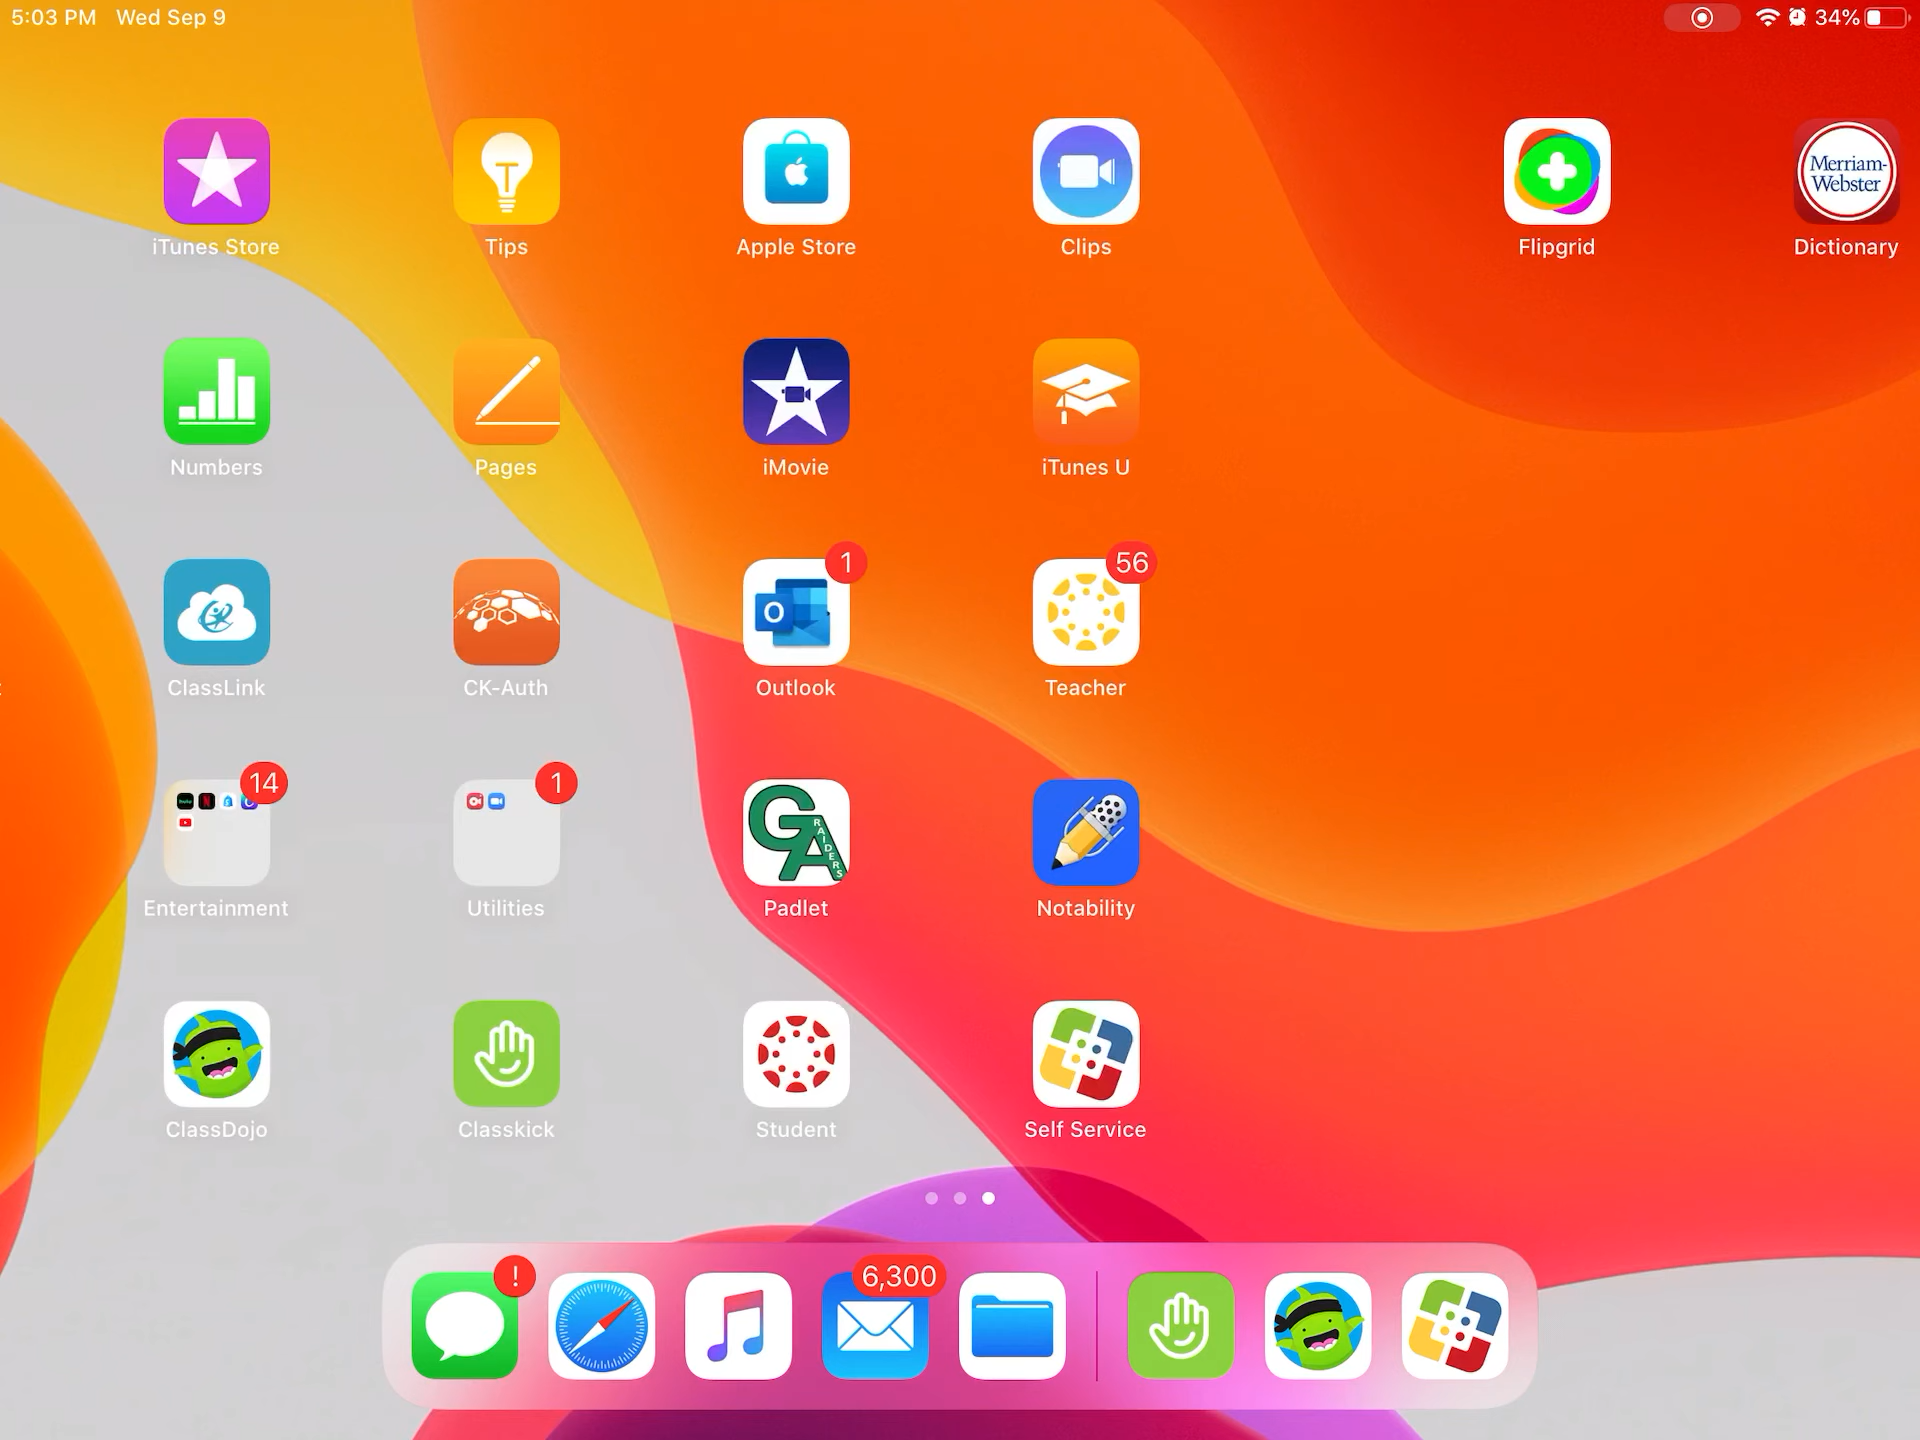 5:03 PM Wed Sep 9
34%
iTunes Store
Tips
Apple Store
Clips
Flipgrid
Merriam-
Webster
Dictionary
Numbers
Pages
iMovie
iTunes U
1
56
ClassLink
CK-Auth
Outlook
Teacher
14
1
GA
RAIDERS
Entertainment
Utilities
Padlet
Notability
ClassDojo
Classkick
Student
Self Service
!
6,300